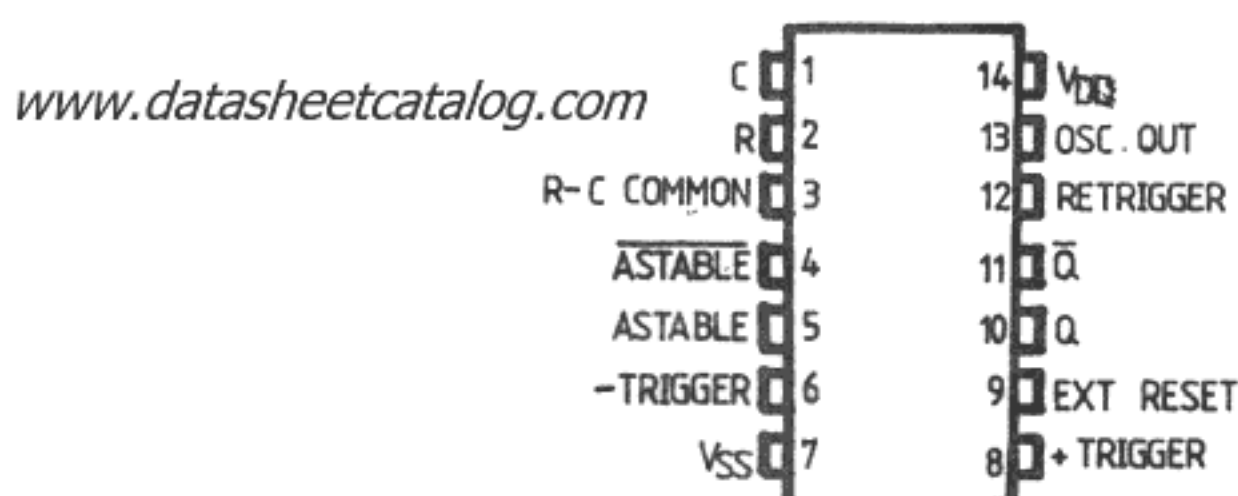 www.datasheetcatalog.com
C 1 14 VDD
R 2 13 OSC. OUT
R-C COMMON 3 12 RETRIGGER
A̅S̅T̅A̅B̅L̅E̅ 4 11 Q̅
ASTABLE 5 10 Q
-TRIGGER 6 9 EXT RESET
VSS 7 8 + TRIGGER